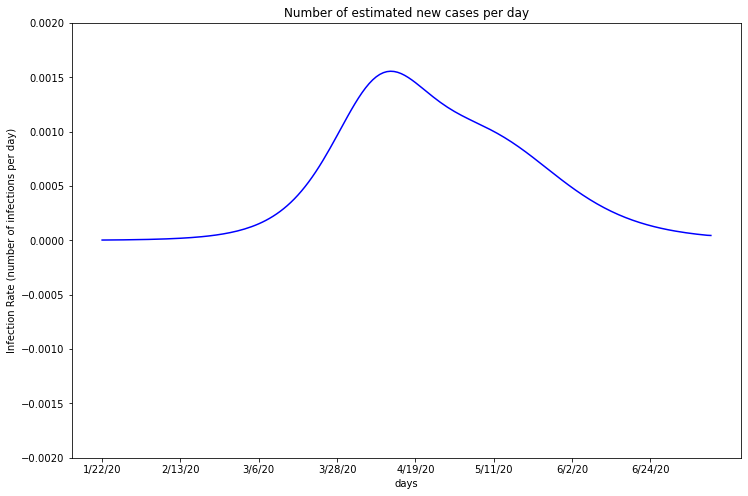 Number of estimated new cases per day
0.0020
0.0015
0.0010
0.0005
0.0000
−0.0005
−0.0010
−0.0015
−0.0020
Infection Rate (number of infections per day)
1/22/20 2/13/20 3/6/20 3/28/20 4/19/20 5/11/20 6/2/20 6/24/20
days